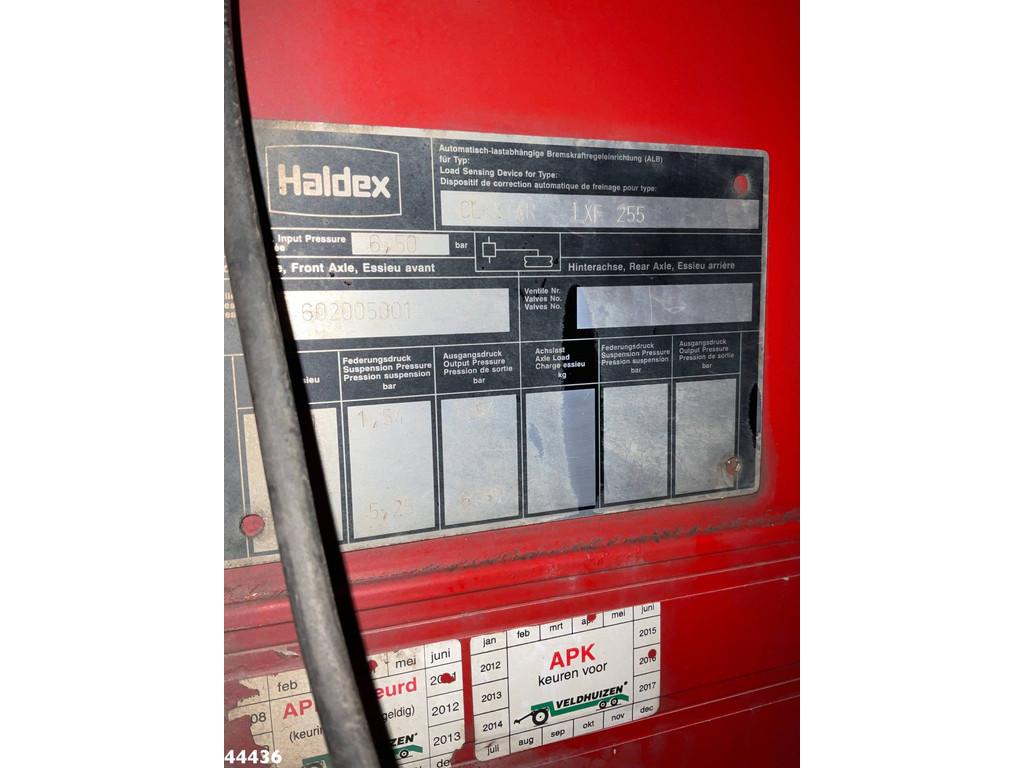 Haldex
Automatisch-lastabhängige Bremskraftregeleinrichtung (ALB)
für Typ:
Load Sensing Device for Type:
Dispositif de correction automatique de freinage pour type:
LXF 255
Input Pressure
6,50
bar
Front Axle, Essieu avant
Hinterachse, Rear Axle, Essieu arrière
602005001
Ventile Nr.
Valves No.
Valves No.
Federungsdruck
Suspension Pressure
Pression suspension
bar
Ausgangsdruck
Output Pressure
Pression de sortie
bar
Achslast
Axle Load
Charge essieu
kg
Federungsdruck
Suspension Pressure
Pression suspension
bar
Ausgangsdruck
Output Pressure
Pression de sortie
bar
1,54
5,25
feb
mei
juni
2012
2013
jan
feb
mrt
apr
mei
juni
2012
2013
2014
APK
keuren voor
VELDHUIZEN
2015
2016
2017
juli
aug
sep
okt
nov
dec
44436